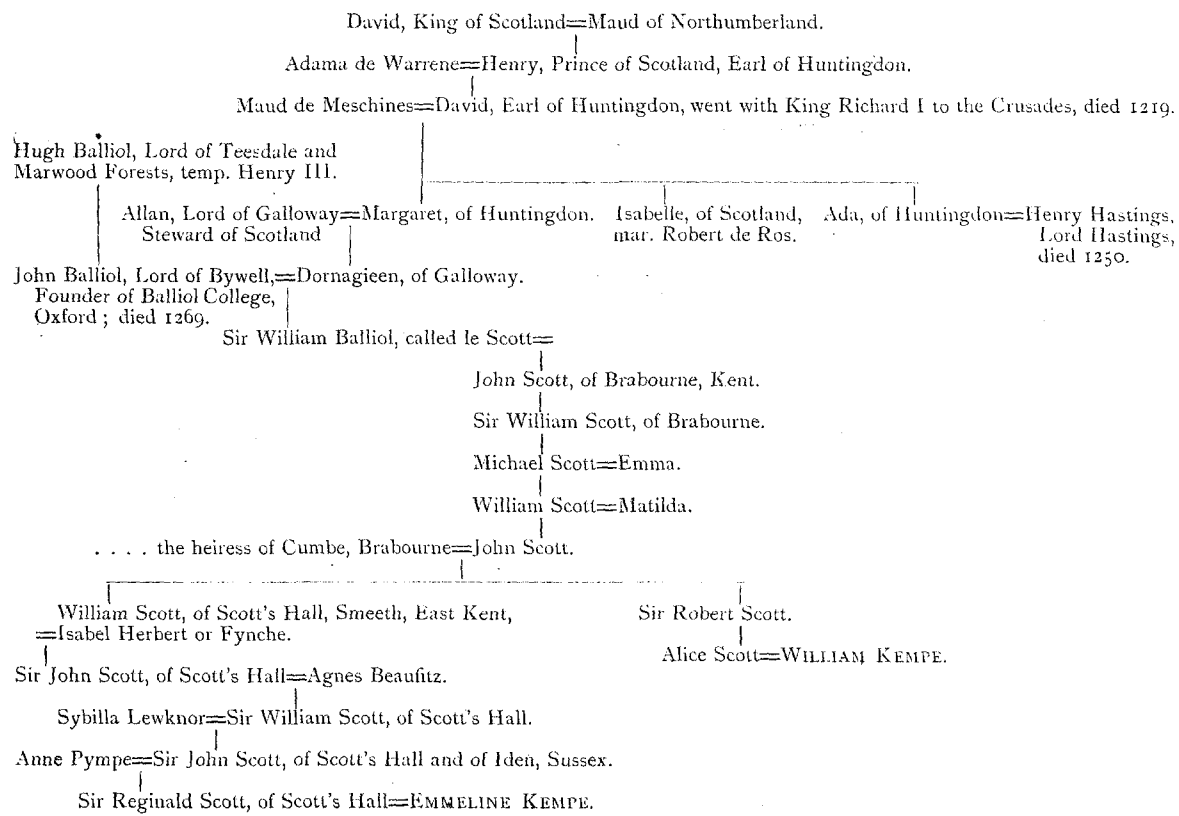 David, King of Scotland=Maud of Northumberland.
Adama de Warrene=Henry, Prince of Scotland, Earl of Huntingdon.
Maud de Meschines=David, Earl of Huntingdon, went with King Richard I to the Crusades, died 1219.
Hugh Balliol, Lord of Teesdale and
Marwood Forests, temp. Henry III.
Allan, Lord of Galloway=Margaret, of Huntingdon.
Steward of Scotland
Isabelle, of Scotland,
mar. Robert de Ros.
Ada, of Huntingdon=Henry Hastings,
Lord Hastings,
died 1250.
John Balliol, Lord of Bywell,=Dornagieen, of Galloway.
Founder of Balliol College,
Oxford; died 1269.
Sir William Balliol, called le Scott=
John Scott, of Brabourne, Kent.
Sir William Scott, of Brabourne.
Michael Scott=Emma.
William Scott=Matilda.
. . . . the heiress of Cumbe, Brabourne=John Scott.
William Scott, of Scott's Hall, Smeeth, East Kent,
=Isabel Herbert or Fynche.
Sir Robert Scott.
Alice Scott=WILLIAM KEMPE.
Sir John Scott, of Scott's Hall=Agnes Beaufitz.
Sybilla Lewknor=Sir William Scott, of Scott's Hall.
Anne Pympe=Sir John Scott, of Scott's Hall and of Iden, Sussex.
Sir Reginald Scott, of Scott's Hall=EMMELINE KEMPE.